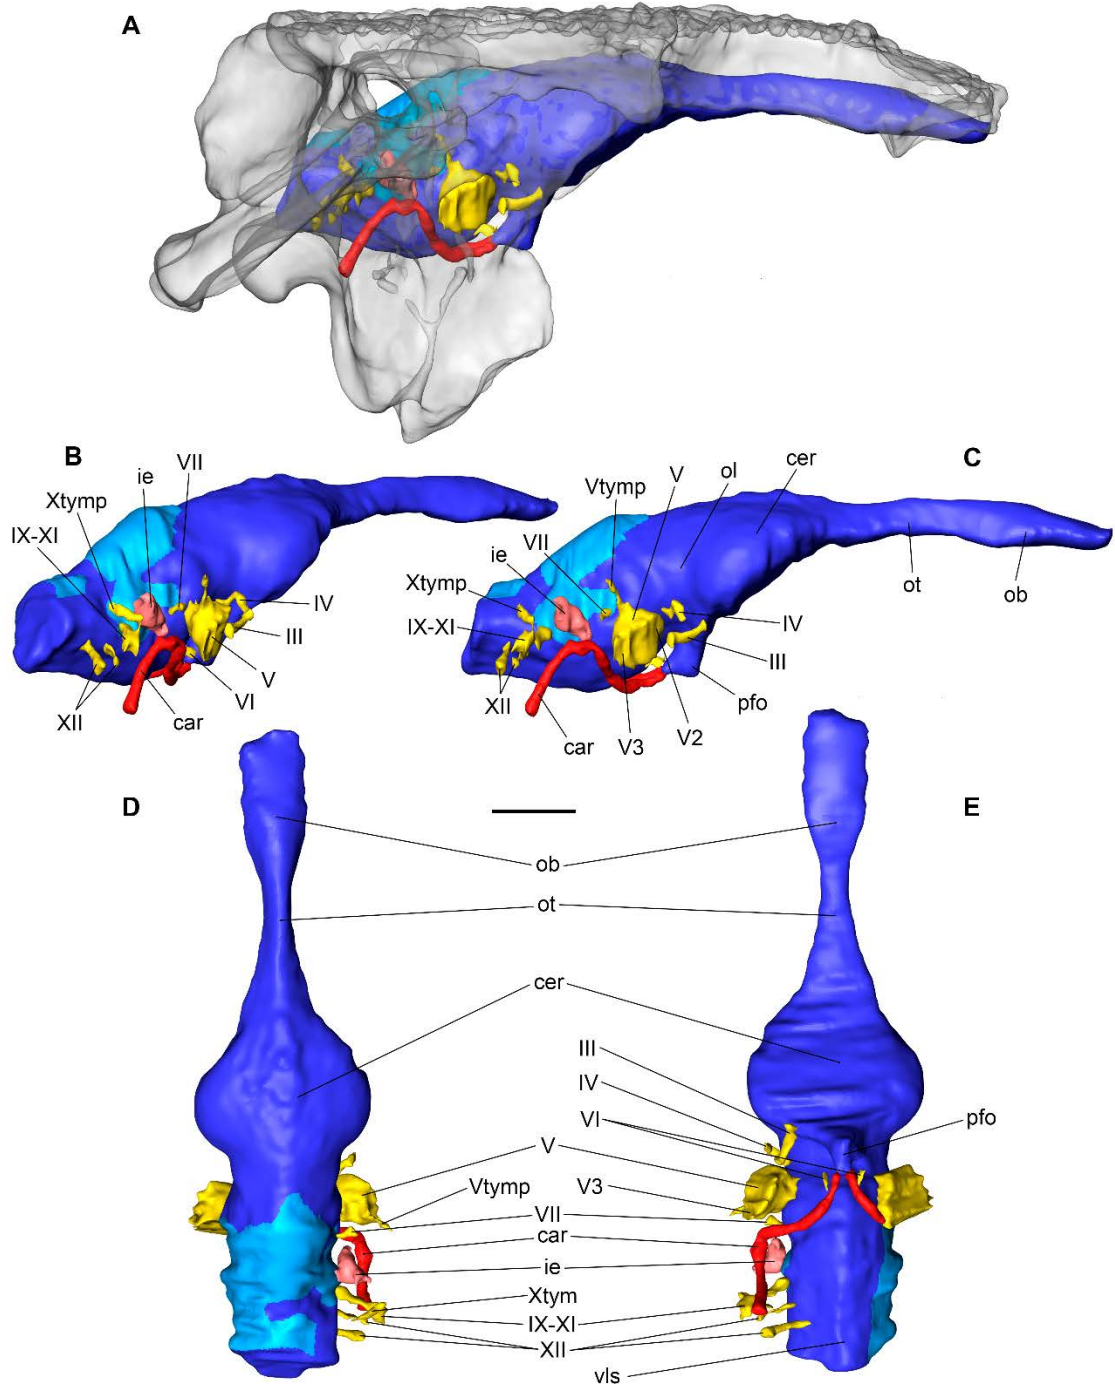 A
B
VII
ie
Xtymp
IX-XI
IV
III
V
VI
XII
car
C
cer
ol
V
Vtymp
VII
ie
Xtymp
IX-XI
ot
ob
IV
III
pfo
V2
V3
XII
car
D
E
ob
ot
cer
III
IV
VI
pfo
V
Vtymp
V3
VII
car
ie
Xtym
IX-XI
XII
vls